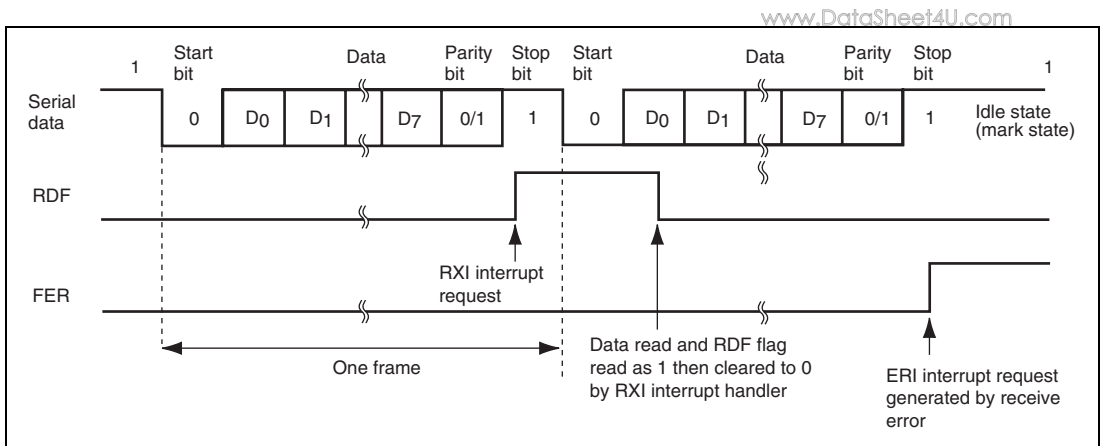 www.DataSheet4U.com
1 Start bit Data Parity bit Stop bit Start bit Data Parity bit Stop bit 1
Serial data 0 D0 D1 D7 0/1 1 0 D0 D1 D7 0/1 1 Idle state (mark state)
RDF
RXI interrupt
request
FER
One frame
Data read and RDF flag
read as 1 then cleared to 0
by RXI interrupt handler
ERI interrupt request
generated by receive
error